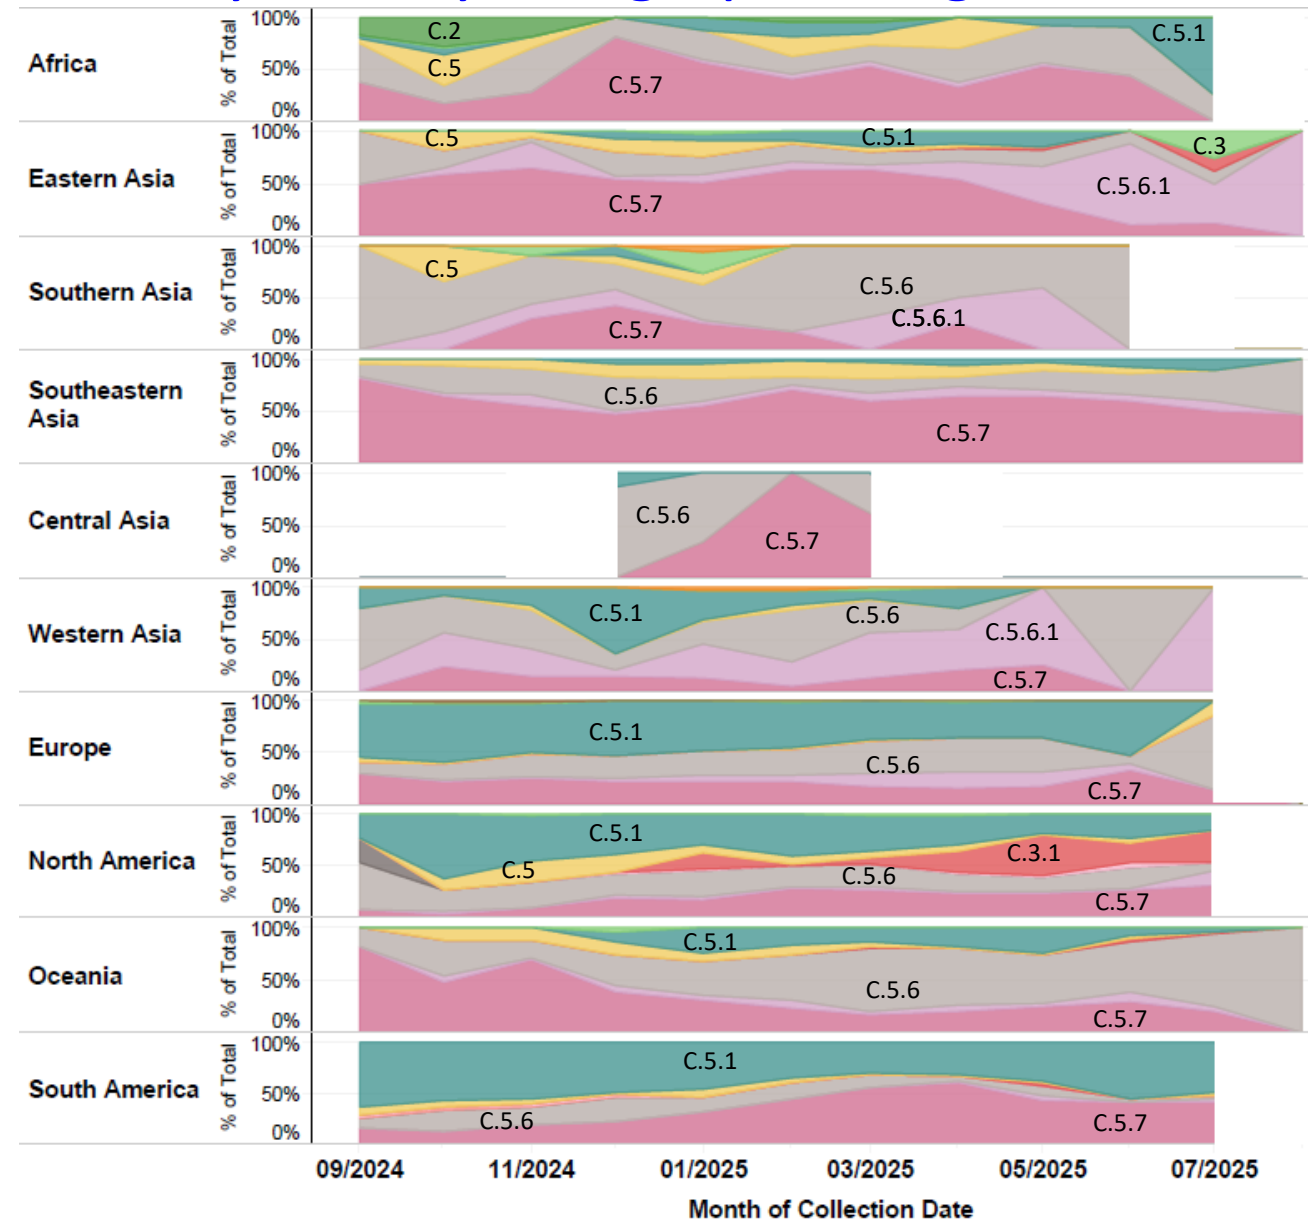 Africa
% of Total
100%
50%
0%
C.2
C.5
C.5.7
C.5.1
Eastern Asia
% of Total
100%
50%
0%
C.5
C.5.7
C.5.1
C.5.6.1
C.3
Southern Asia
% of Total
100%
50%
0%
C.5
C.5.7
C.5.6
C.5.6.1
Southeastern
Asia
% of Total
100%
50%
0%
C.5.6
C.5.7
Central Asia
% of Total
100%
50%
0%
C.5.6
C.5.7
Western Asia
% of Total
100%
50%
0%
C.5.1
C.5.6
C.5.6.1
C.5.7
Europe
% of Total
100%
50%
0%
C.5.1
C.5.6
C.5.7
North America
% of Total
100%
50%
0%
C.5.1
C.5
C.5.6
C.3.1
C.5.7
Oceania
% of Total
100%
50%
0%
C.5.1
C.5.6
C.5.7
South America
% of Total
100%
50%
0%
C.5.1
C.5.6
C.5.7
09/2024 11/2024 01/2025 03/2025 05/2025 07/2025
Month of Collection Date